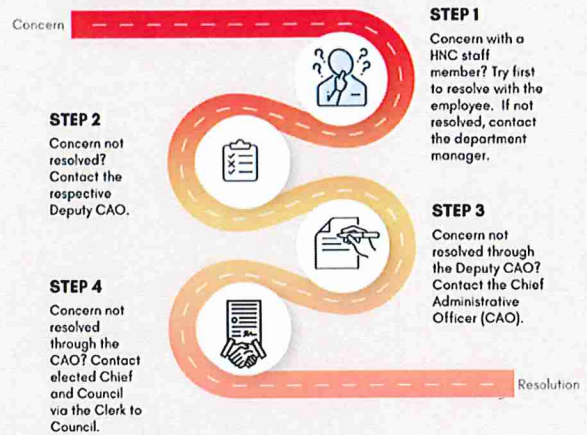 Concern
STEP 1
Concern with a
HNC staff
member? Try first
to resolve with the
employee. If not
resolved, contact
the department
manager.
STEP 2
Concern not
resolved?
Contact the
respective
Deputy CAO.
STEP 3
Concern not
resolved through
the Deputy CAO?
Contact the Chief
Administrative
Officer (CAO).
STEP 4
Concern not
resolved
through the
CAO? Contact
elected Chief
and Council
via the Clerk to
Council.
Resolution